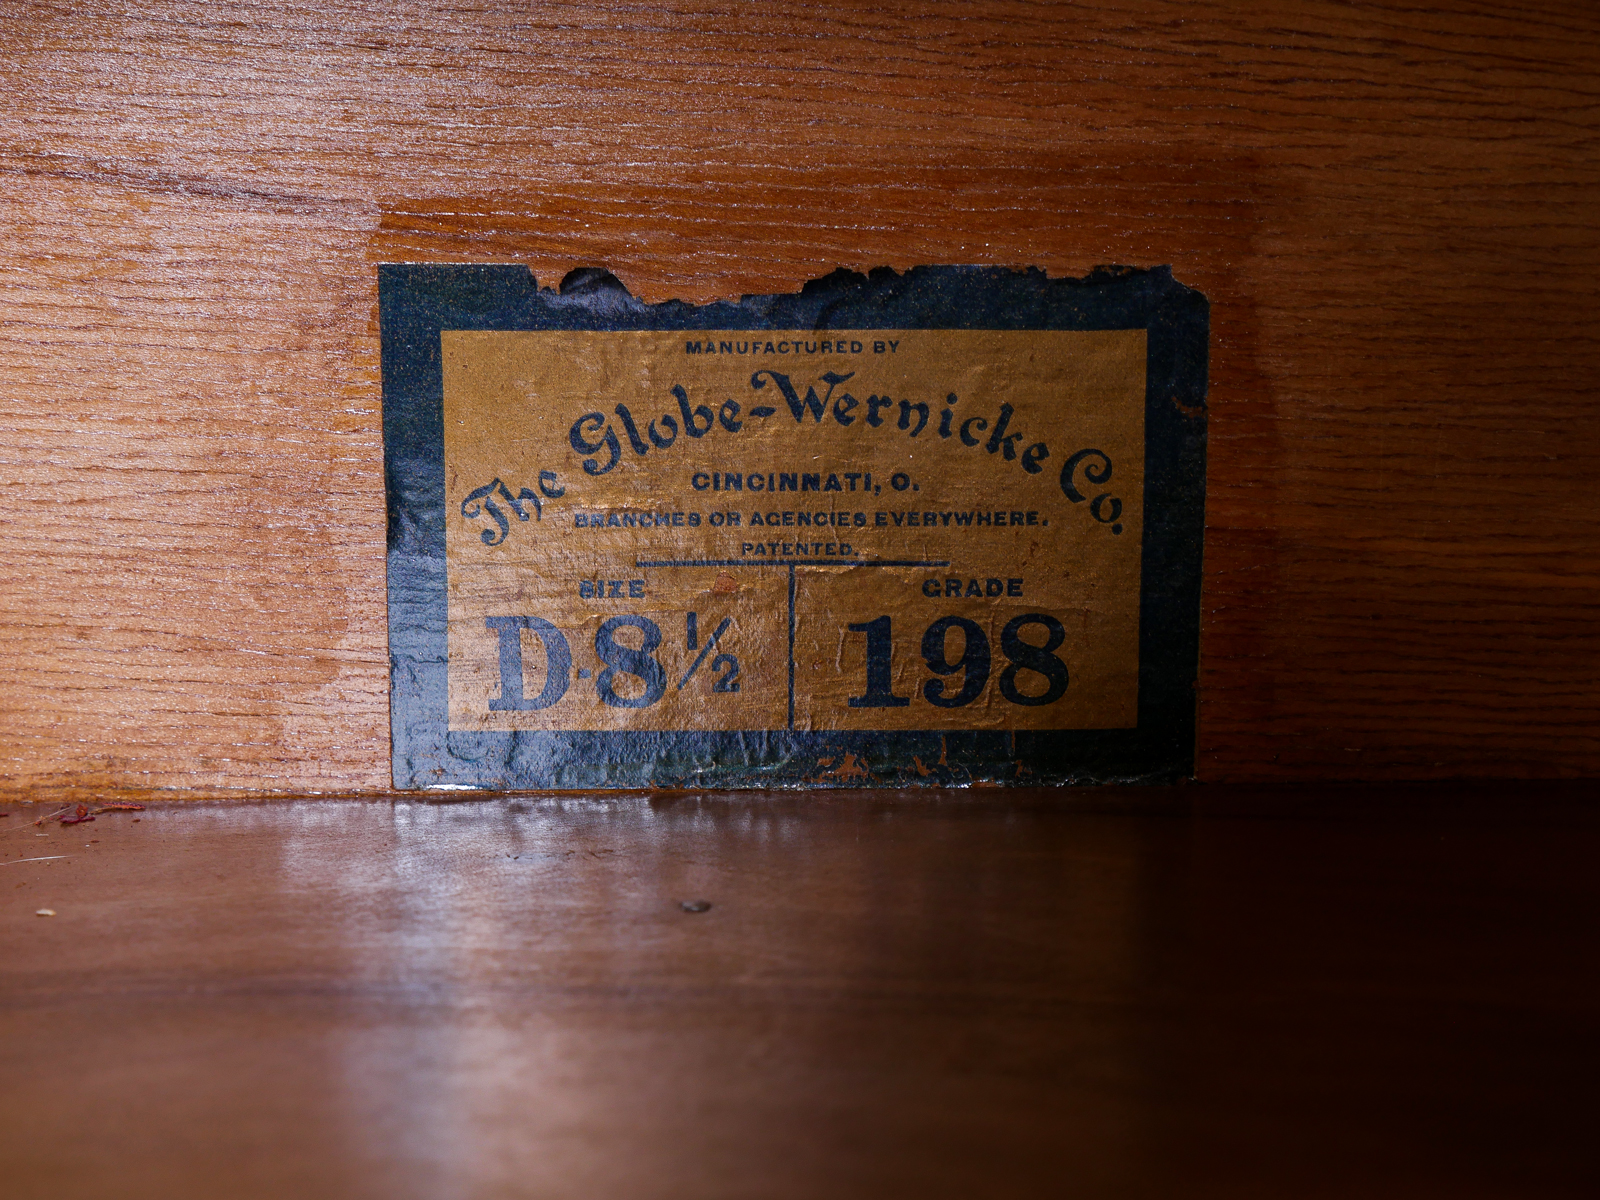 MANUFACTURED BY
The Globe-Wernicke Co.
CINCINNATI, O.
BRANCHES OR AGENCIES EVERYWHERE.
PATENTED.
SIZE GRADE
D·8½ 198